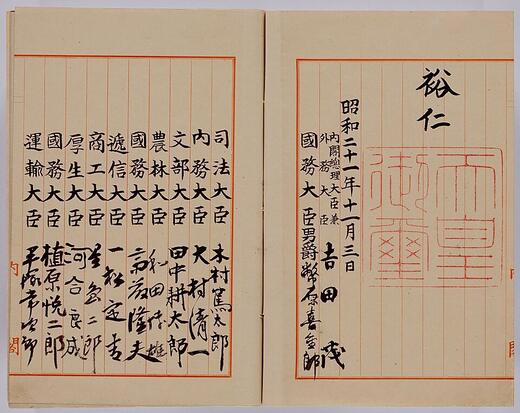 裕仁
天皇
御璽
昭和二十一年十一月三日
内閣總理大臣兼
外務大臣 吉田茂
國務大臣 男爵 幣原喜重郎
司法大臣 木村篤太郎
内務大臣 大村清一
文部大臣 田中耕太郎
農林大臣 和田博雄
國務大臣 斎藤隆夫
逓信大臣 一松定吉
商工大臣 星島二郎
厚生大臣 河合良成
國務大臣 植原悦二郎
運輸大臣 平塚常次郎
内閣